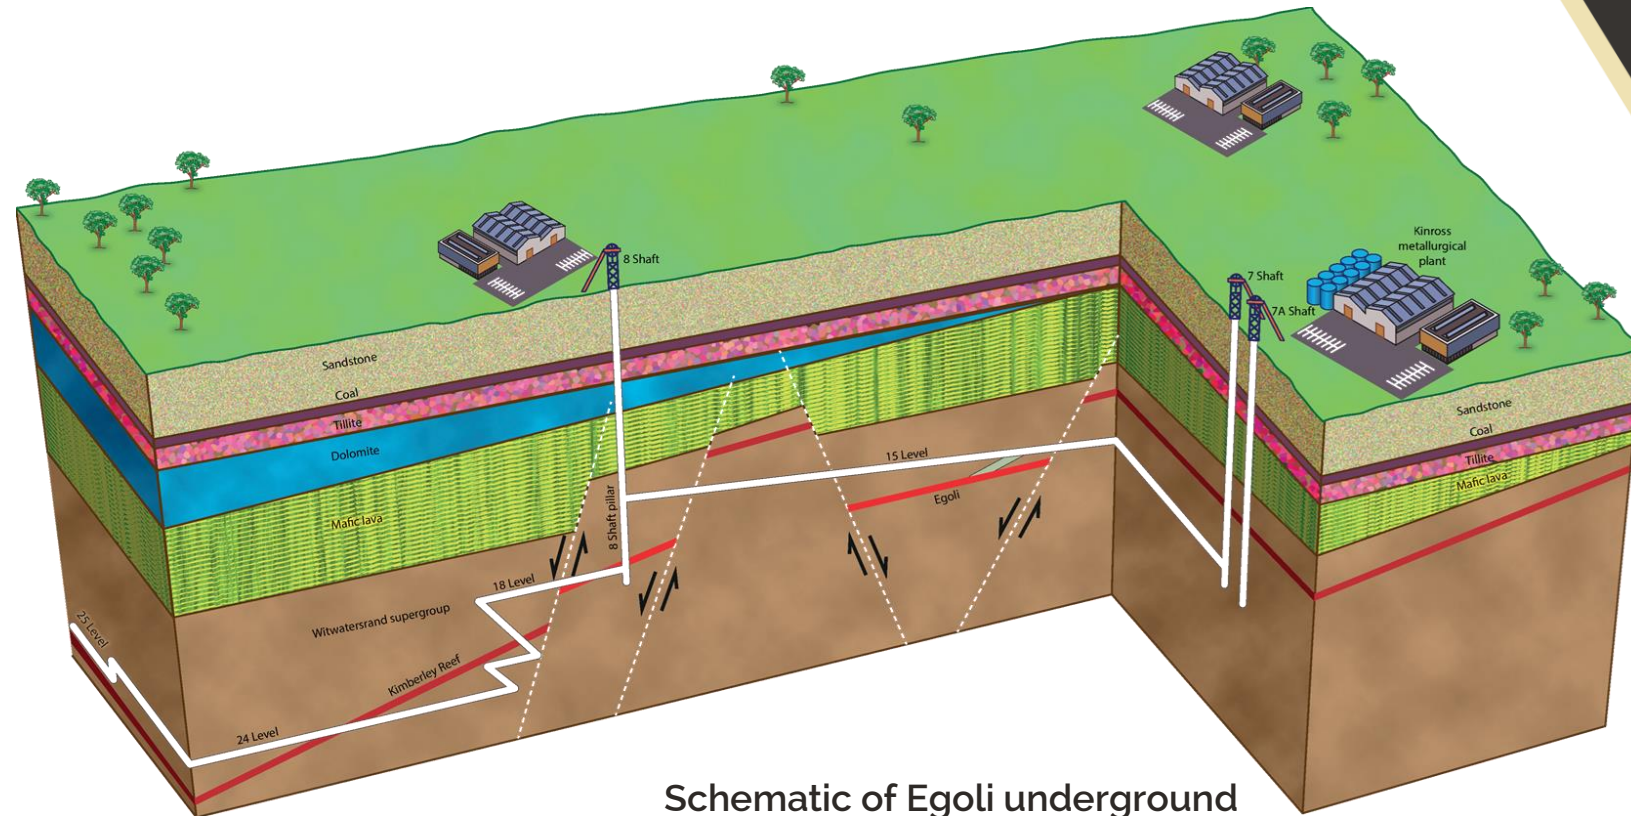 Kinross
metallurgical
plant
8 Shaft
7 Shaft
7A Shaft
Sandstone
Coal
Tillite
Dolomite
Mafic lava
Sandstone
Coal
Tillite
Mafic lava
15 Level
Egoli
8 Shaft pillar
18 Level
Witwatersrand supergroup
Kimberley Reef
25 Level
24 Level
Schematic of Egoli underground